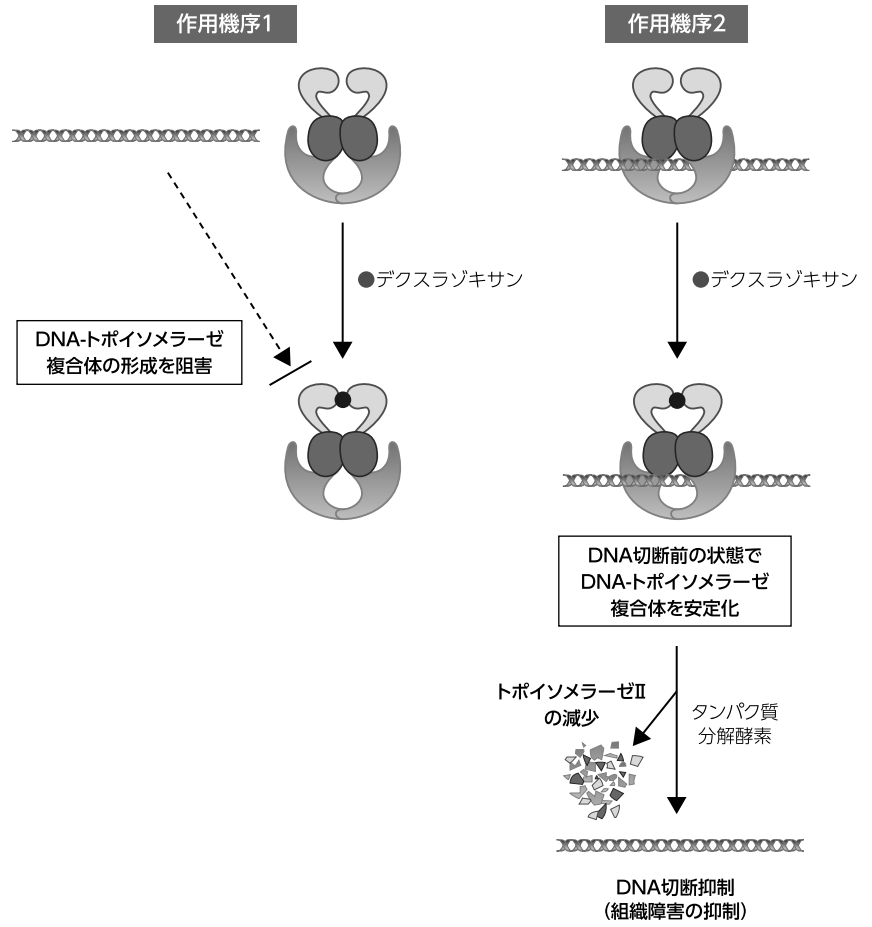 作用機序1
デクスラゾキサン
DNA-トポイソメラーゼ
複合体の形成を阻害
作用機序2
デクスラゾキサン
DNA切断前の状態で
DNA-トポイソメラーゼ
複合体を安定化
トポイソメラーゼⅡ
の減少
タンパク質
分解酵素
DNA切断抑制
（組織障害の抑制）